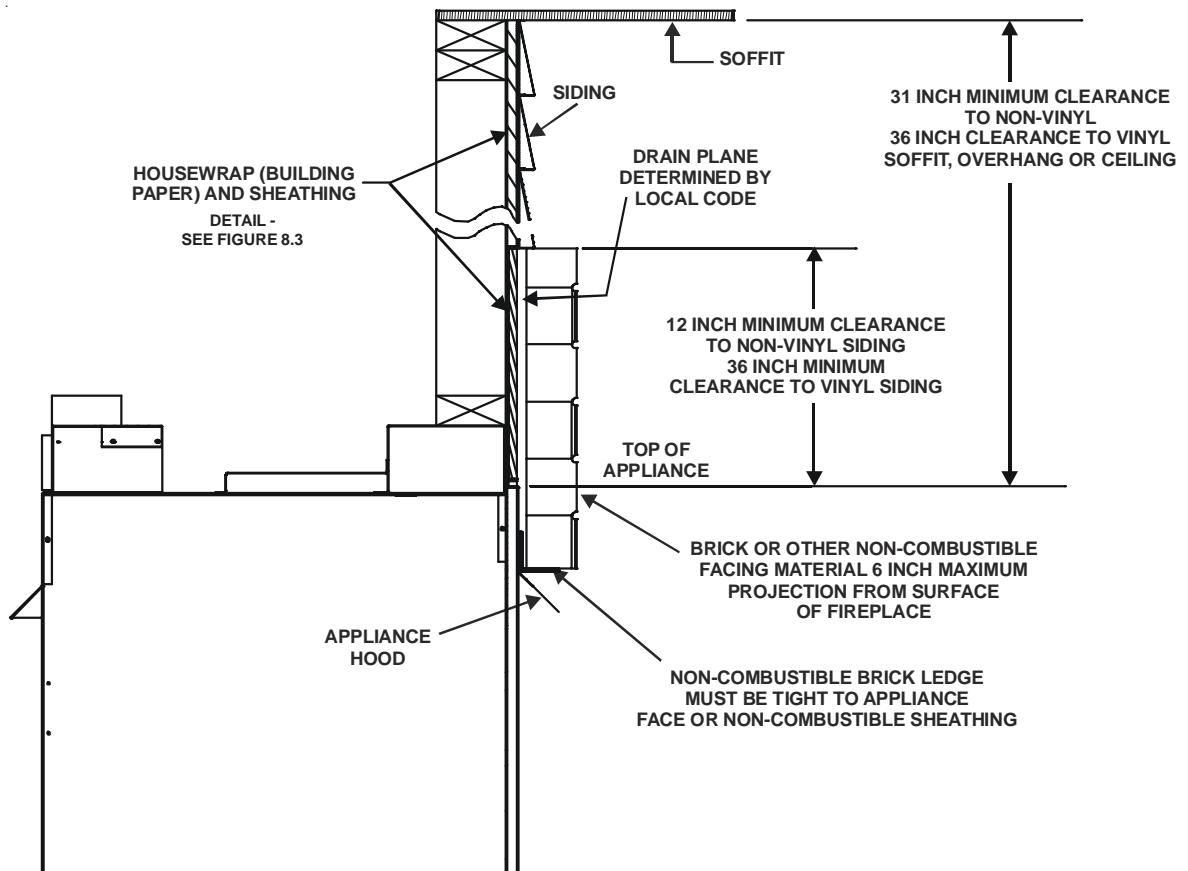 SOFFIT
SIDING
31 INCH MINIMUM CLEARANCE
TO NON-VINYL
36 INCH CLEARANCE TO VINYL
SOFFIT, OVERHANG OR CEILING
HOUSEWRAP (BUILDING
PAPER) AND SHEATHING
DETAIL -
SEE FIGURE 8.3
DRAIN PLANE
DETERMINED BY
LOCAL CODE
12 INCH MINIMUM CLEARANCE
TO NON-VINYL SIDING
36 INCH MINIMUM
CLEARANCE TO VINYL SIDING
TOP OF
APPLIANCE
BRICK OR OTHER NON-COMBUSTIBLE
FACING MATERIAL 6 INCH MAXIMUM
PROJECTION FROM SURFACE
OF FIREPLACE
APPLIANCE
HOOD
NON-COMBUSTIBLE BRICK LEDGE
MUST BE TIGHT TO APPLIANCE
FACE OR NON-COMBUSTIBLE SHEATHING